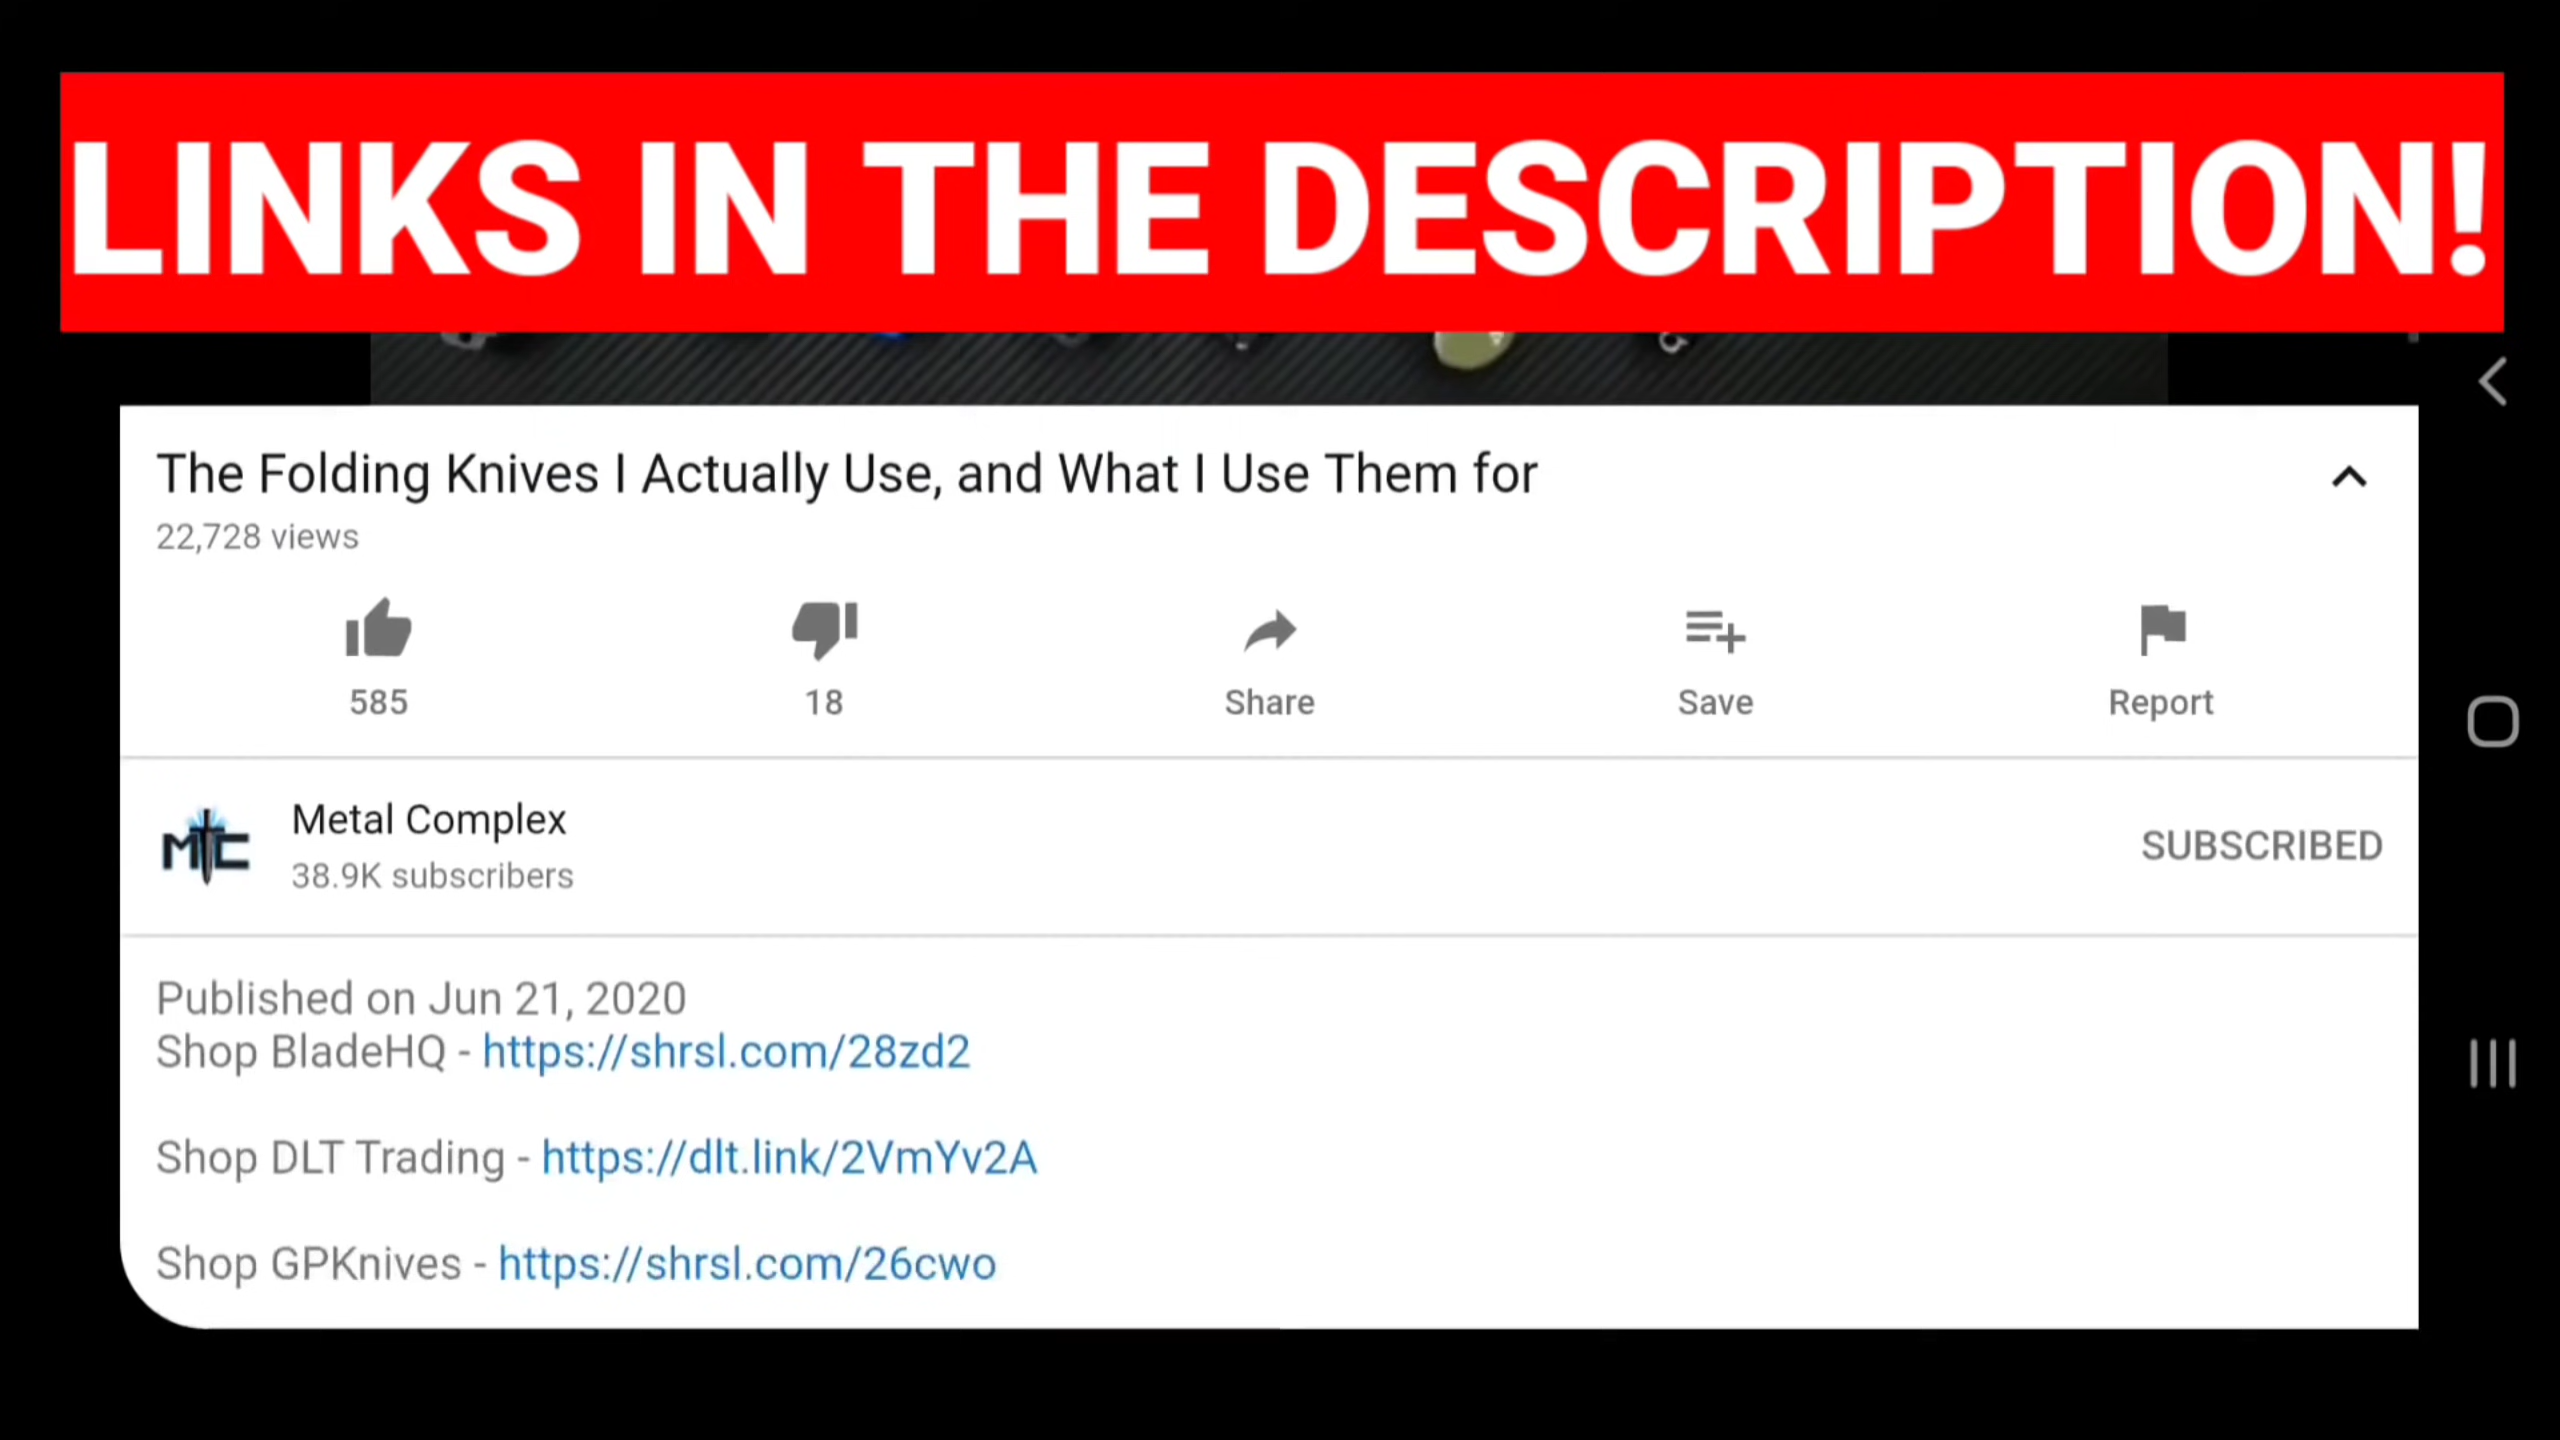 LINKS IN THE DESCRIPTION!
The Folding Knives I Actually Use, and What I Use Them for
22,728 views
585
18
Share
Save
Report
MTC
Metal Complex
38.9K subscribers
SUBSCRIBED
Published on Jun 21, 2020
Shop BladeHQ - https://shrsl.com/28zd2
Shop DLT Trading - https://dlt.link/2VmYv2A
Shop GPKnives - https://shrsl.com/26cwo